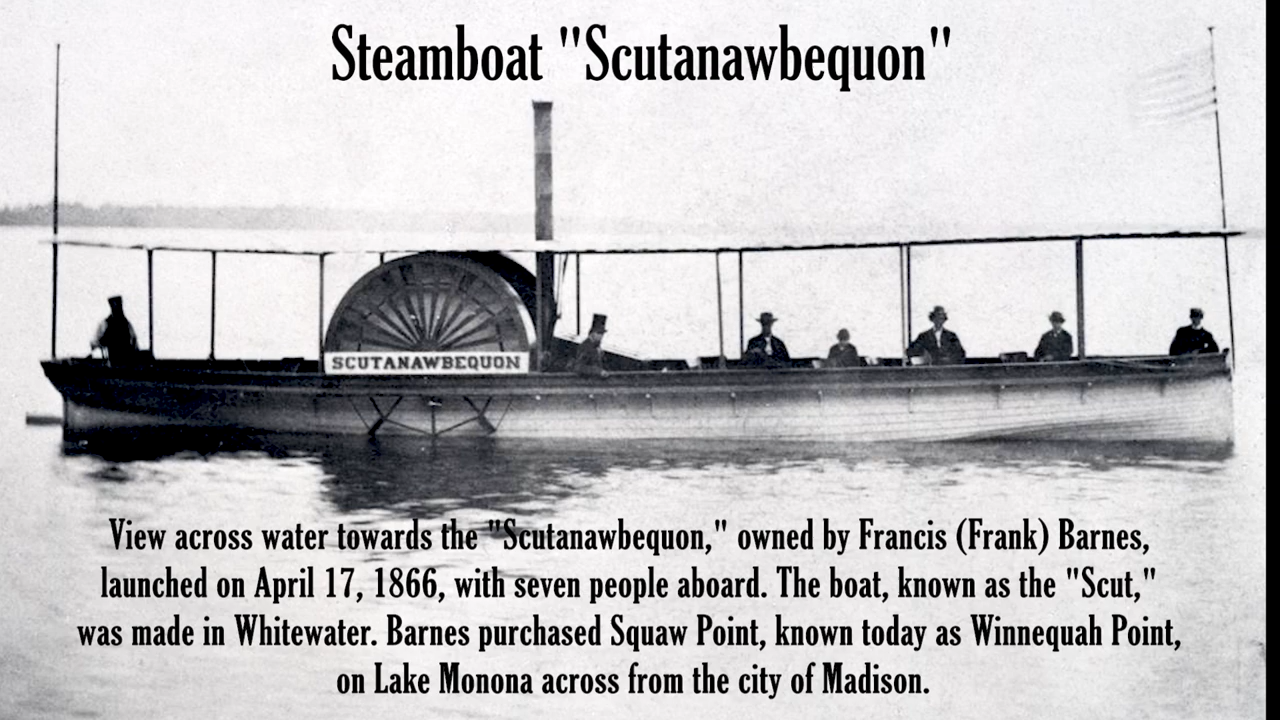 Steamboat "Scutanawbequon"
SCUTANAWBEQUON
View across water towards the "Scutanawbequon," owned by Francis (Frank) Barnes,
launched on April 17, 1866, with seven people aboard. The boat, known as the "Scut,"
was made in Whitewater. Barnes purchased Squaw Point, known today as Winnequah Point,
on Lake Monona across from the city of Madison.